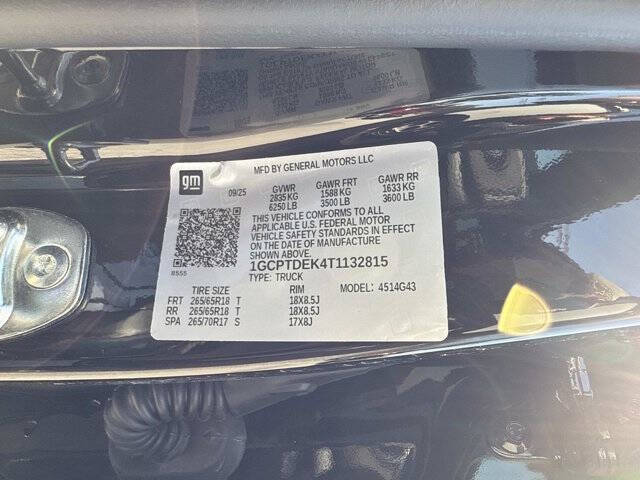 MFD BY GENERAL MOTORS LLC
gm
09/25
GVWR GAWR FRT GAWR RR
2835 KG 1588 KG 1633 KG
6250 LB 3500 LB 3600 LB
THIS VEHICLE CONFORMS TO ALL
APPLICABLE U.S. FEDERAL MOTOR
VEHICLE SAFETY STANDARDS IN EFFECT
ON THE DATE OF MANUFACTURE
1GCPTDEK4T1132815
TYPE: TRUCK
TIRE SIZE RIM MODEL: 4514G43
FRT 265/65R18 T 18X8.5J
RR 265/65R18 T 18X8.5J
SPA 265/70R17 S 17X8J